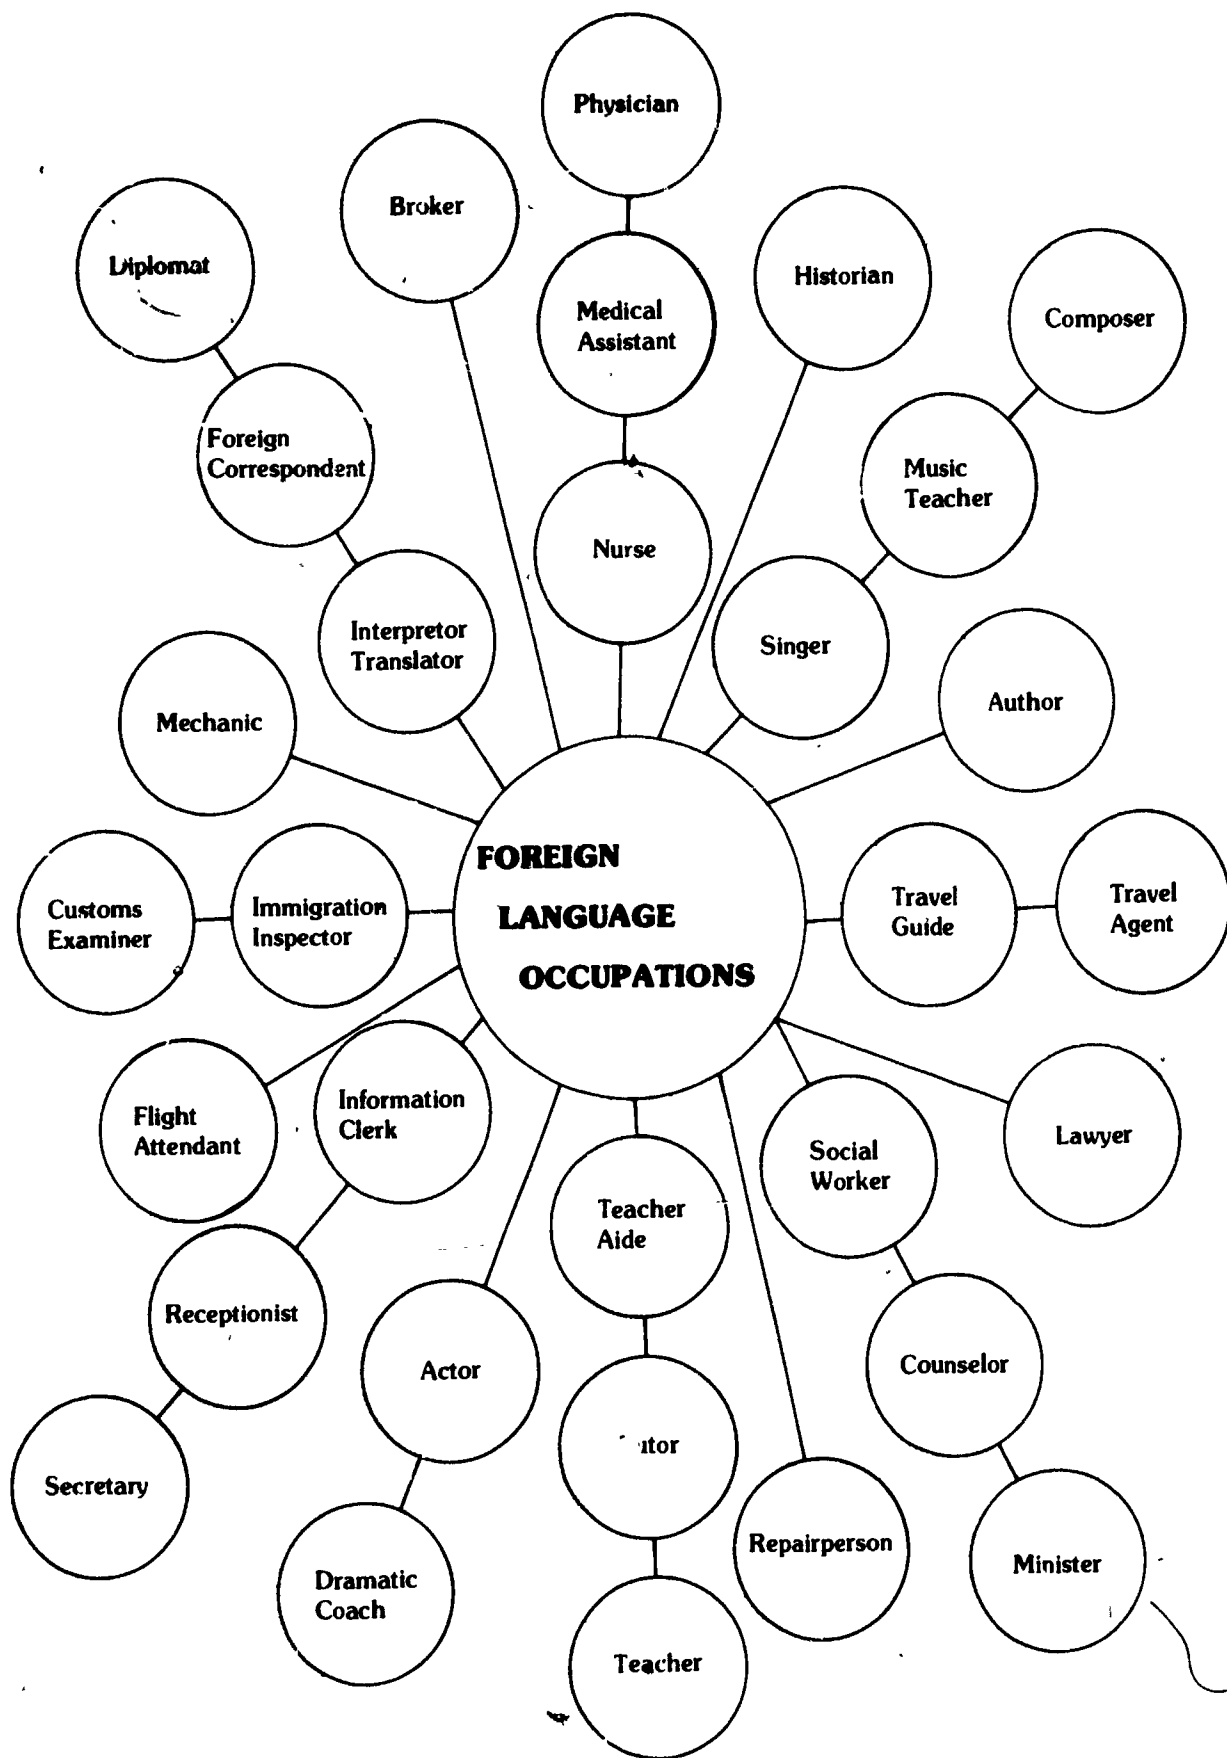 Physician
Broker
Diplomat
Historian
Medical
Assistant
Composer
Foreign
Correspondent
Music
Teacher
Nurse
Interpretor
Translator
Singer
Mechanic
Author
FOREIGN
LANGUAGE
OCCUPATIONS
Customs
Examiner
Immigration
Inspector
Travel
Guide
Travel
Agent
Flight
Attendant
Information
Clerk
Social
Worker
Lawyer
Teacher
Aide
Receptionist
Actor
Counselor
Secretary
Repairperson
Minister
Dramatic
Coach
Teacher